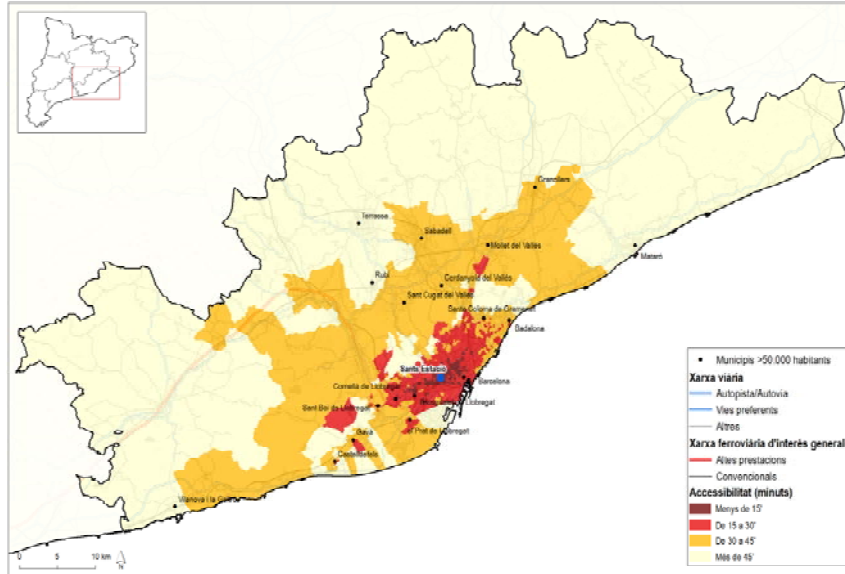 Granollers
Terrassa
Sabadell
Mollet del Vallès
Mataró
Rubí
Cerdanyola del Vallès
Sant Cugat del Vallès
Santa Coloma de Gramenet
Badalona
Sants Estació
Barcelona
Cornellà de Llobregat
Sant Boi de Llobregat
Llobregat
Gavà
el Prat de Llobregat
Castelldefels
Vilanova i la Geltrú
Municipis >50.000 habitants
Xarxa viària
Autopista/Autovia
Vies preferents
Altres
Xarxa ferroviària d'interès general
Altes prestacions
Convencionals
Accessibilitat (minuts)
Menys de 15'
De 15 a 30'
De 30 a 45'
Més de 45'
0 5 10 km
N